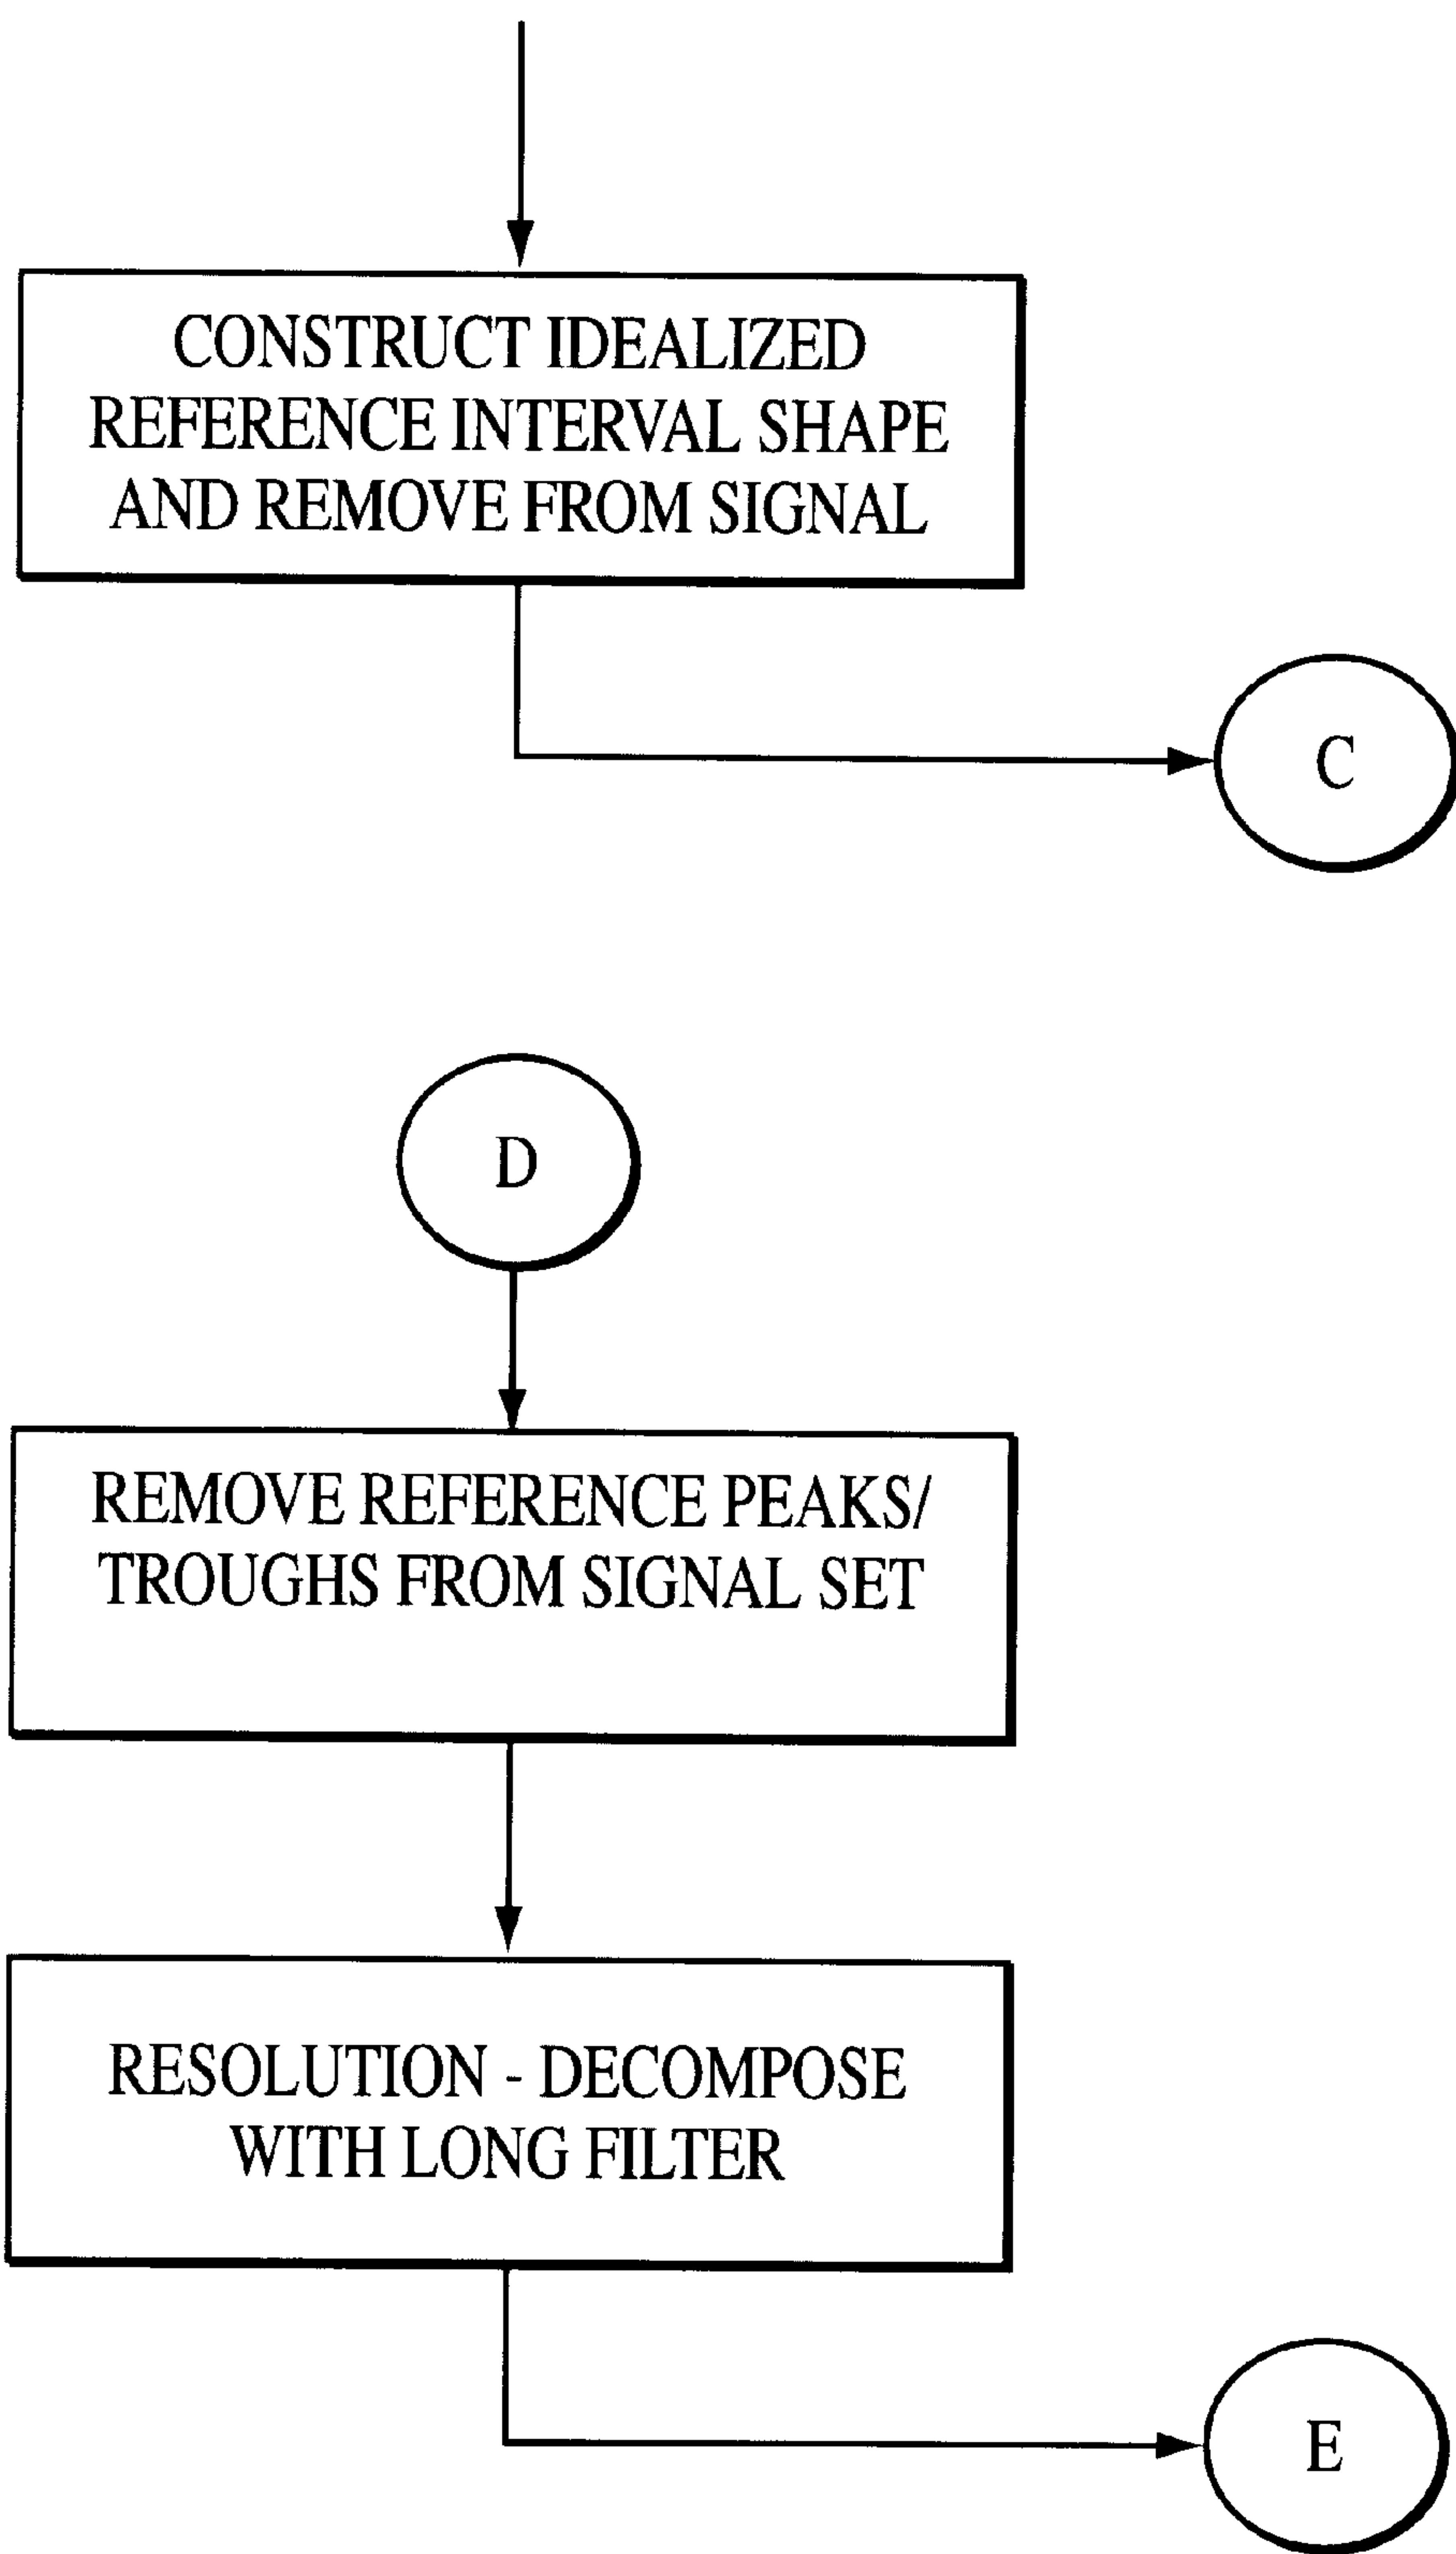 CONSTRUCT IDEALIZED
REFERENCE INTERVAL SHAPE
AND REMOVE FROM SIGNAL
C
D
REMOVE REFERENCE PEAKS/
TROUGHS FROM SIGNAL SET
RESOLUTION - DECOMPOSE
WITH LONG FILTER
E